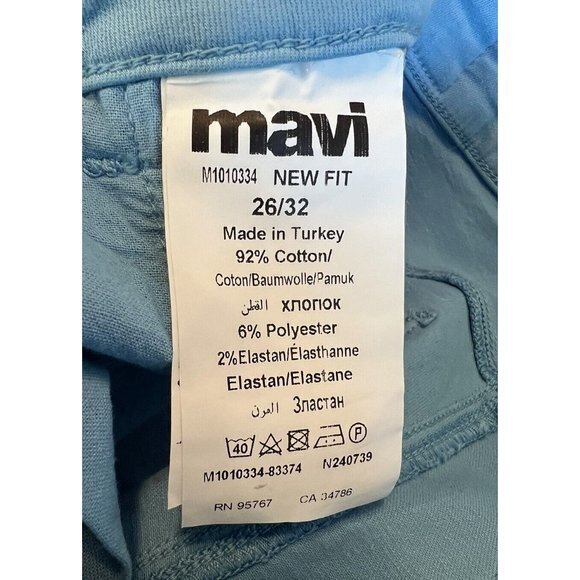 mavi
M1010334 NEW FIT
26/32
Made in Turkey
92% Cotton/
Coton/Baumwolle/Pamuk
القطن хлопок
6% Polyester
2%Elastan/Élasthanne
Elastan/Elastane
المرن Эластан
40 P
M1010334-83374 N240739
RN 95767 CA 34786